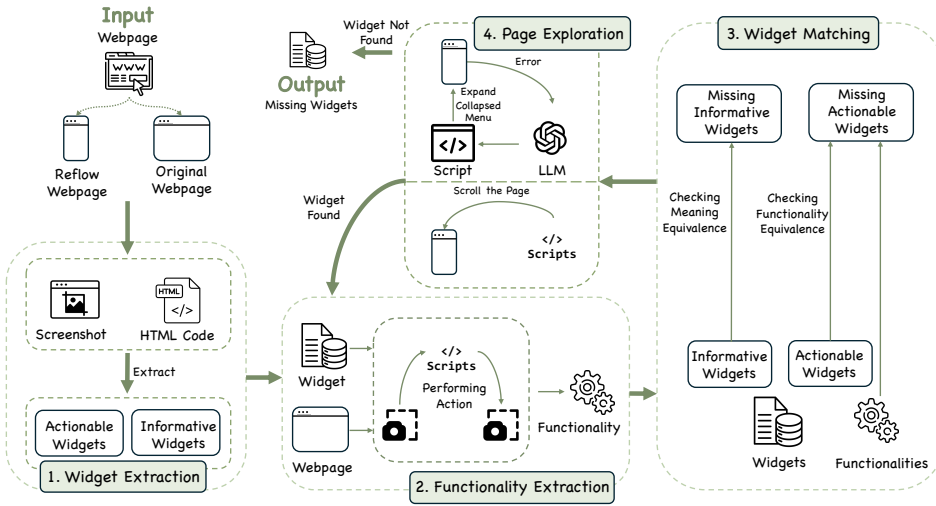 Input
Webpage
WWW
Reflow
Webpage
Original
Webpage
Screenshot
HTML
</>
HTML Code
Extract
Actionable
Widgets
Informative
Widgets
1. Widget Extraction
Widget
Webpage
</>
Scripts
Performing
Action
Functionality
2. Functionality Extraction
3. Widget Matching
Missing
Informative
Widgets
Missing
Actionable
Widgets
Checking
Meaning
Equivalence
Checking
Functionality
Equivalence
Informative
Widgets
Actionable
Widgets
Widgets
Functionalities
4. Page Exploration
Error
Expand
Collapsed
Menu
</>
Script
LLM
Scroll the Page
</>
Scripts
Widget
Found
Widget Not
Found
Output
Missing Widgets